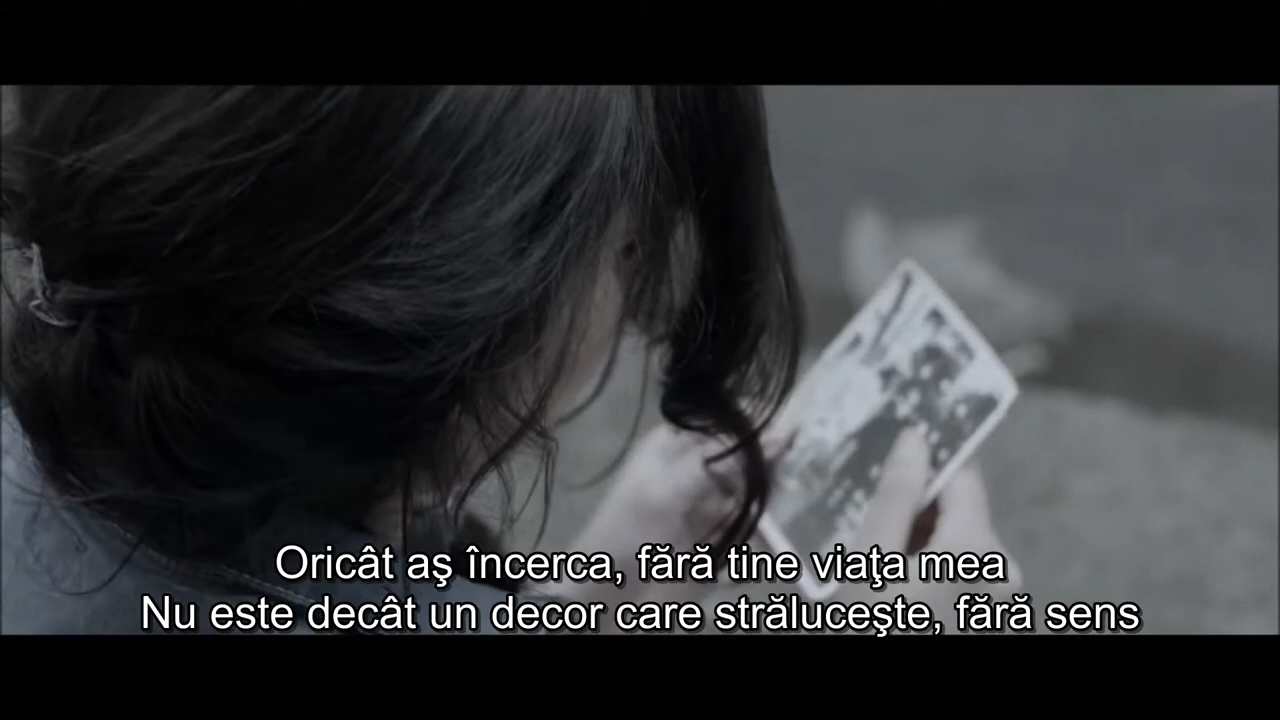 Oricât aş încerca, fără tine viaţa mea
Nu este decât un decor care străluceşte, fără sens